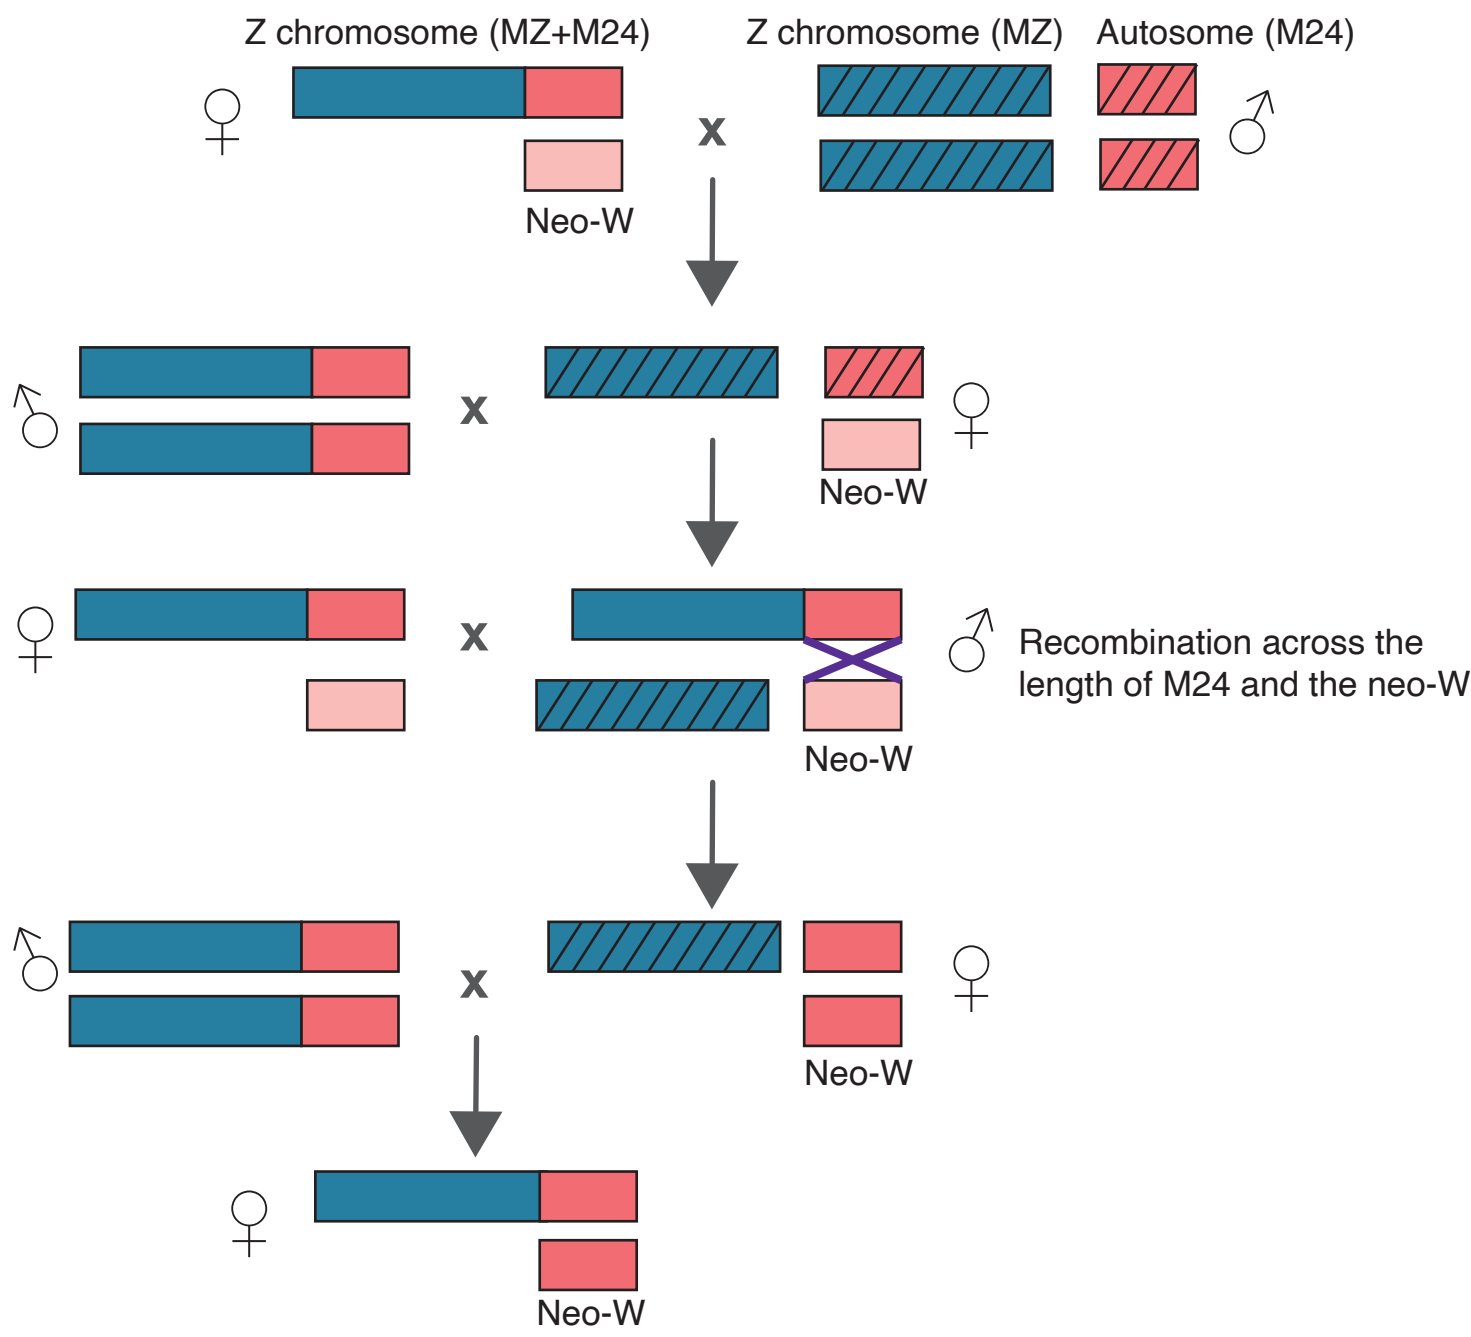 Z chromosome (MZ+M24)
Z chromosome (MZ)
Autosome (M24)
♀
x
♂
Neo-W
♂
x
♀
Neo-W
♀
x
♂
Recombination across the
length of M24 and the neo-W
Neo-W
♂
x
♀
Neo-W
♀
Neo-W